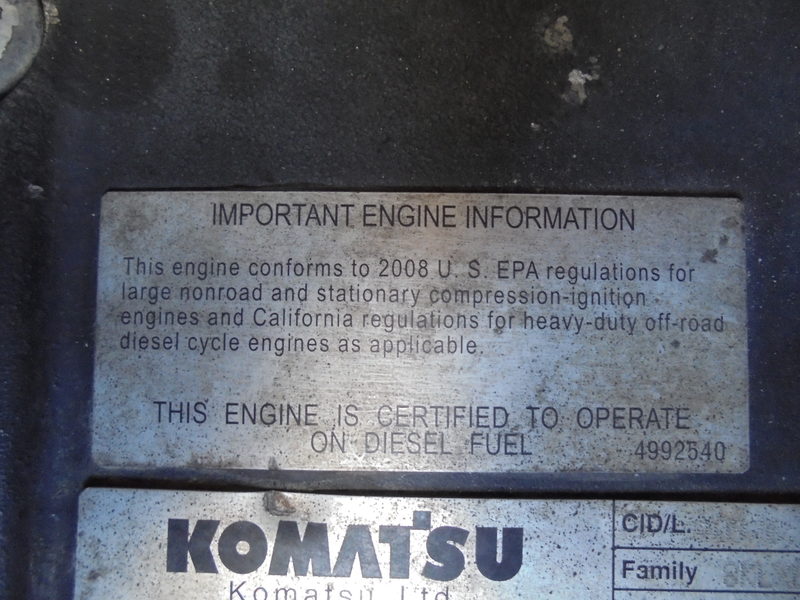 IMPORTANT ENGINE INFORMATION
This engine conforms to 2008 U. S. EPA regulations for
large nonroad and stationary compression-ignition
engines and California regulations for heavy-duty off-road
diesel cycle engines as applicable.
THIS ENGINE IS CERTIFIED TO OPERATE
ON DIESEL FUEL 4992540
KOMATSU
Komatsu Ltd
CID/L.
Family